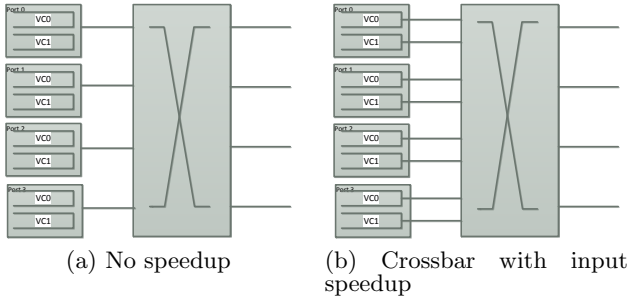 Port 0
VC0
VC1
Port 1
VC0
VC1
Port 2
VC0
VC1
Port 3
VC0
VC1
(a) No speedup
Port 0
VC0
VC1
Port 1
VC0
VC1
Port 2
VC0
VC1
Port 3
VC0
VC1
(b) Crossbar with input
speedup